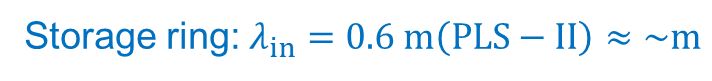 Storage ring: λin = 0.6 m(PLS − II) ≈ ~m